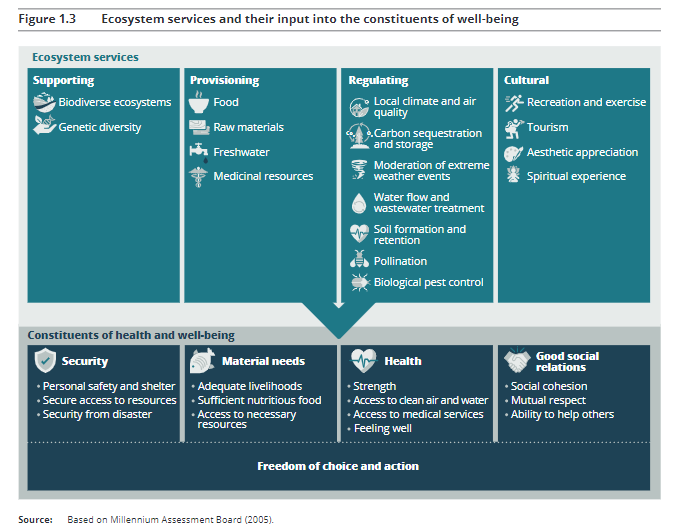 Figure 1.3 Ecosystem services and their input into the constituents of well-being
Ecosystem services
Supporting
Biodiverse ecosystems
Genetic diversity
Provisioning
Food
Raw materials
Freshwater
Medicinal resources
Regulating
Local climate and air
quality
Carbon sequestration
and storage
Moderation of extreme
weather events
Water flow and
wastewater treatment
Soil formation and
retention
Pollination
Biological pest control
Cultural
Recreation and exercise
Tourism
Aesthetic appreciation
Spiritual experience
Constituents of health and well-being
Security
• Personal safety and shelter
• Secure access to resources
• Security from disaster
Material needs
• Adequate livelihoods
• Sufficient nutritious food
• Access to necessary
resources
Health
• Strength
• Access to clean air and water
• Access to medical services
• Feeling well
Good social
relations
• Social cohesion
• Mutual respect
• Ability to help others
Freedom of choice and action
Source: Based on Millennium Assessment Board (2005).